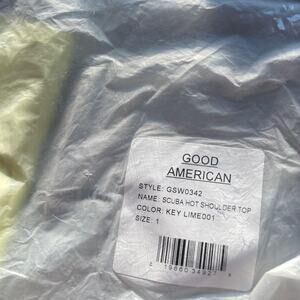 GOOD
AMERICAN
STYLE: GSW0342
NAME: SCUBA HOT SHOULDER TOP
COLOR: KEY LIME001
SIZE: 1